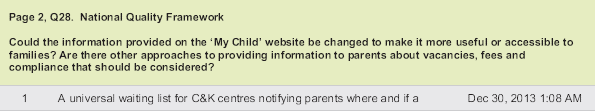 Page 2, Q28. National Quality Framework
Could the information provided on the ‘My Child’ website be changed to make it more useful or accessible to
families? Are there other approaches to providing information to parents about vacancies, fees and
compliance that should be considered?
1 A universal waiting list for C&K centres notifying parents where and if a Dec 30, 2013 1:08 AM